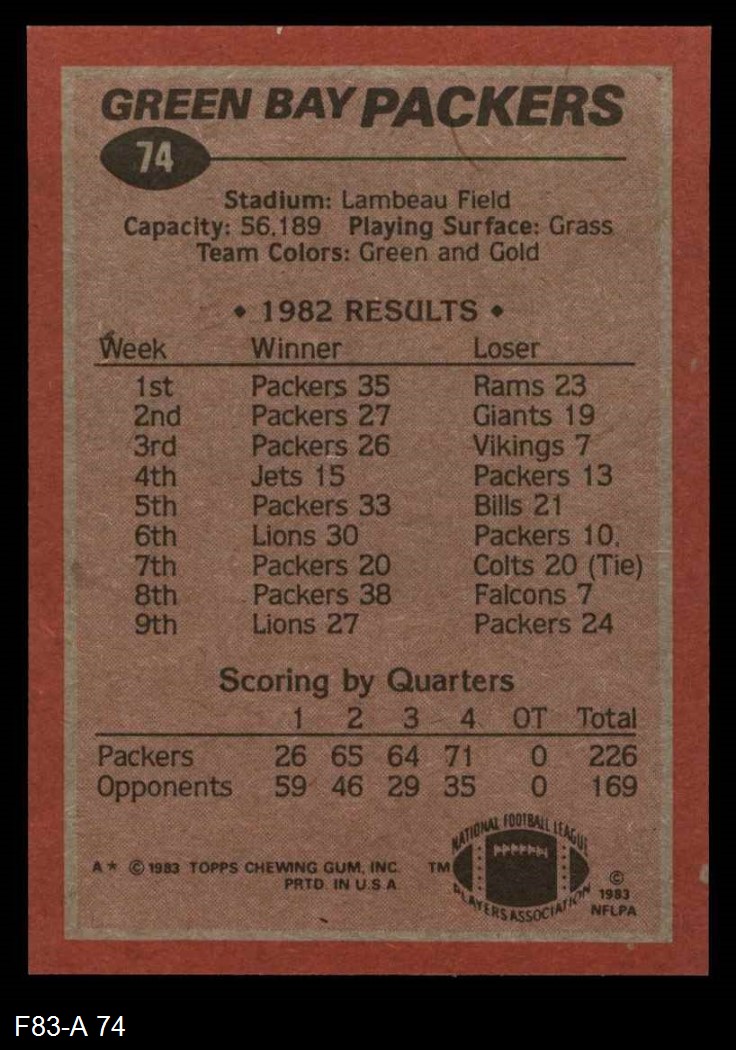 GREEN BAY PACKERS
74
Stadium: Lambeau Field
Capacity: 56,189 Playing Surface: Grass
Team Colors: Green and Gold
• 1982 RESULTS •
Week Winner Loser
1st Packers 35 Rams 23
2nd Packers 27 Giants 19
3rd Packers 26 Vikings 7
4th Jets 15 Packers 13
5th Packers 33 Bills 21
6th Lions 30 Packers 10.
7th Packers 20 Colts 20 (Tie)
8th Packers 38 Falcons 7
9th Lions 27 Packers 24
Scoring by Quarters
1 2 3 4 OT Total
Packers 26 65 64 71 0 226
Opponents 59 46 29 35 0 169
A* © 1983 TOPPS CHEWING GUM, INC.
PRTD. IN U.S.A.
TM
NATIONAL FOOTBALL LEAGUE
PLAYERS ASSOCIATION
©
1983
NFLPA
F83-A 74